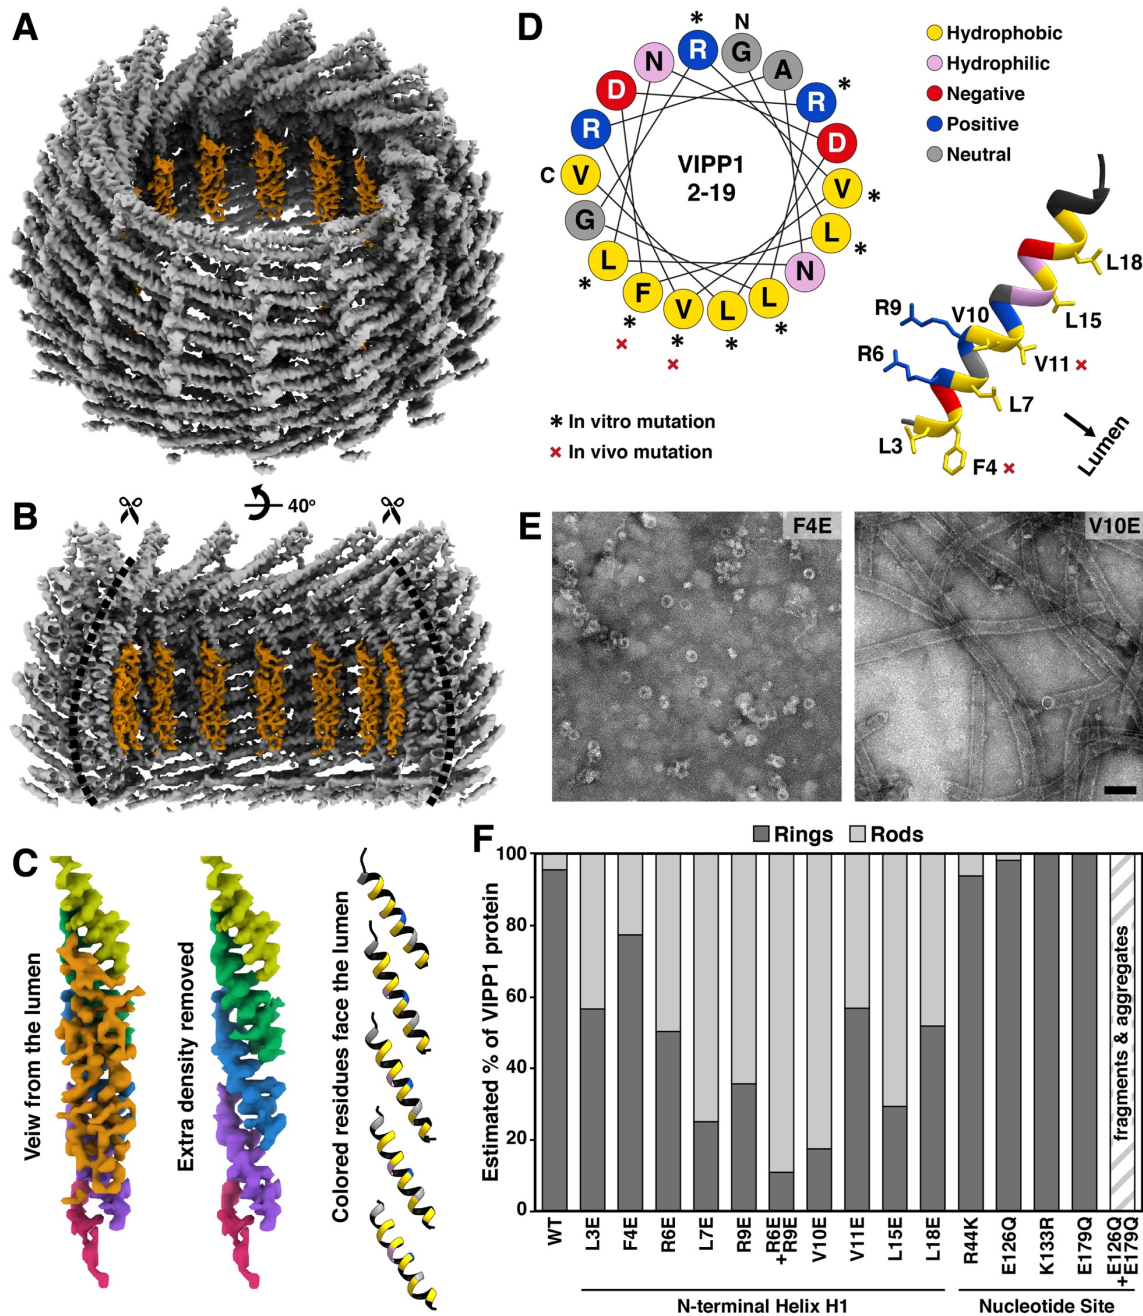 A
B
40º
C
Veiw from the lumen
Extra density removed
Colored residues face the lumen
D
N
R
G
A
R
D
V
L
N
L
L
V
F
L
G
V
C
R
D
N
*
*
*
*
*
*
*
*
*
×
×
VIPP1
2-19
* In vitro mutation
× In vivo mutation
Hydrophobic
Hydrophilic
Negative
Positive
Neutral
L18
L15
R9
V10
V11 ×
R6
L7
L3
F4 ×
Lumen
E
F4E
V10E
F
Rings
Rods
Estimated % of VIPP1 protein
100
80
60
40
20
0
fragments & aggregates
WT
L3E
F4E
R6E
L7E
R9E
R6E
+R9E
V10E
V11E
L15E
L18E
R44K
E126Q
K133R
E179Q
E126Q
+E179Q
N-terminal Helix H1
Nucleotide Site